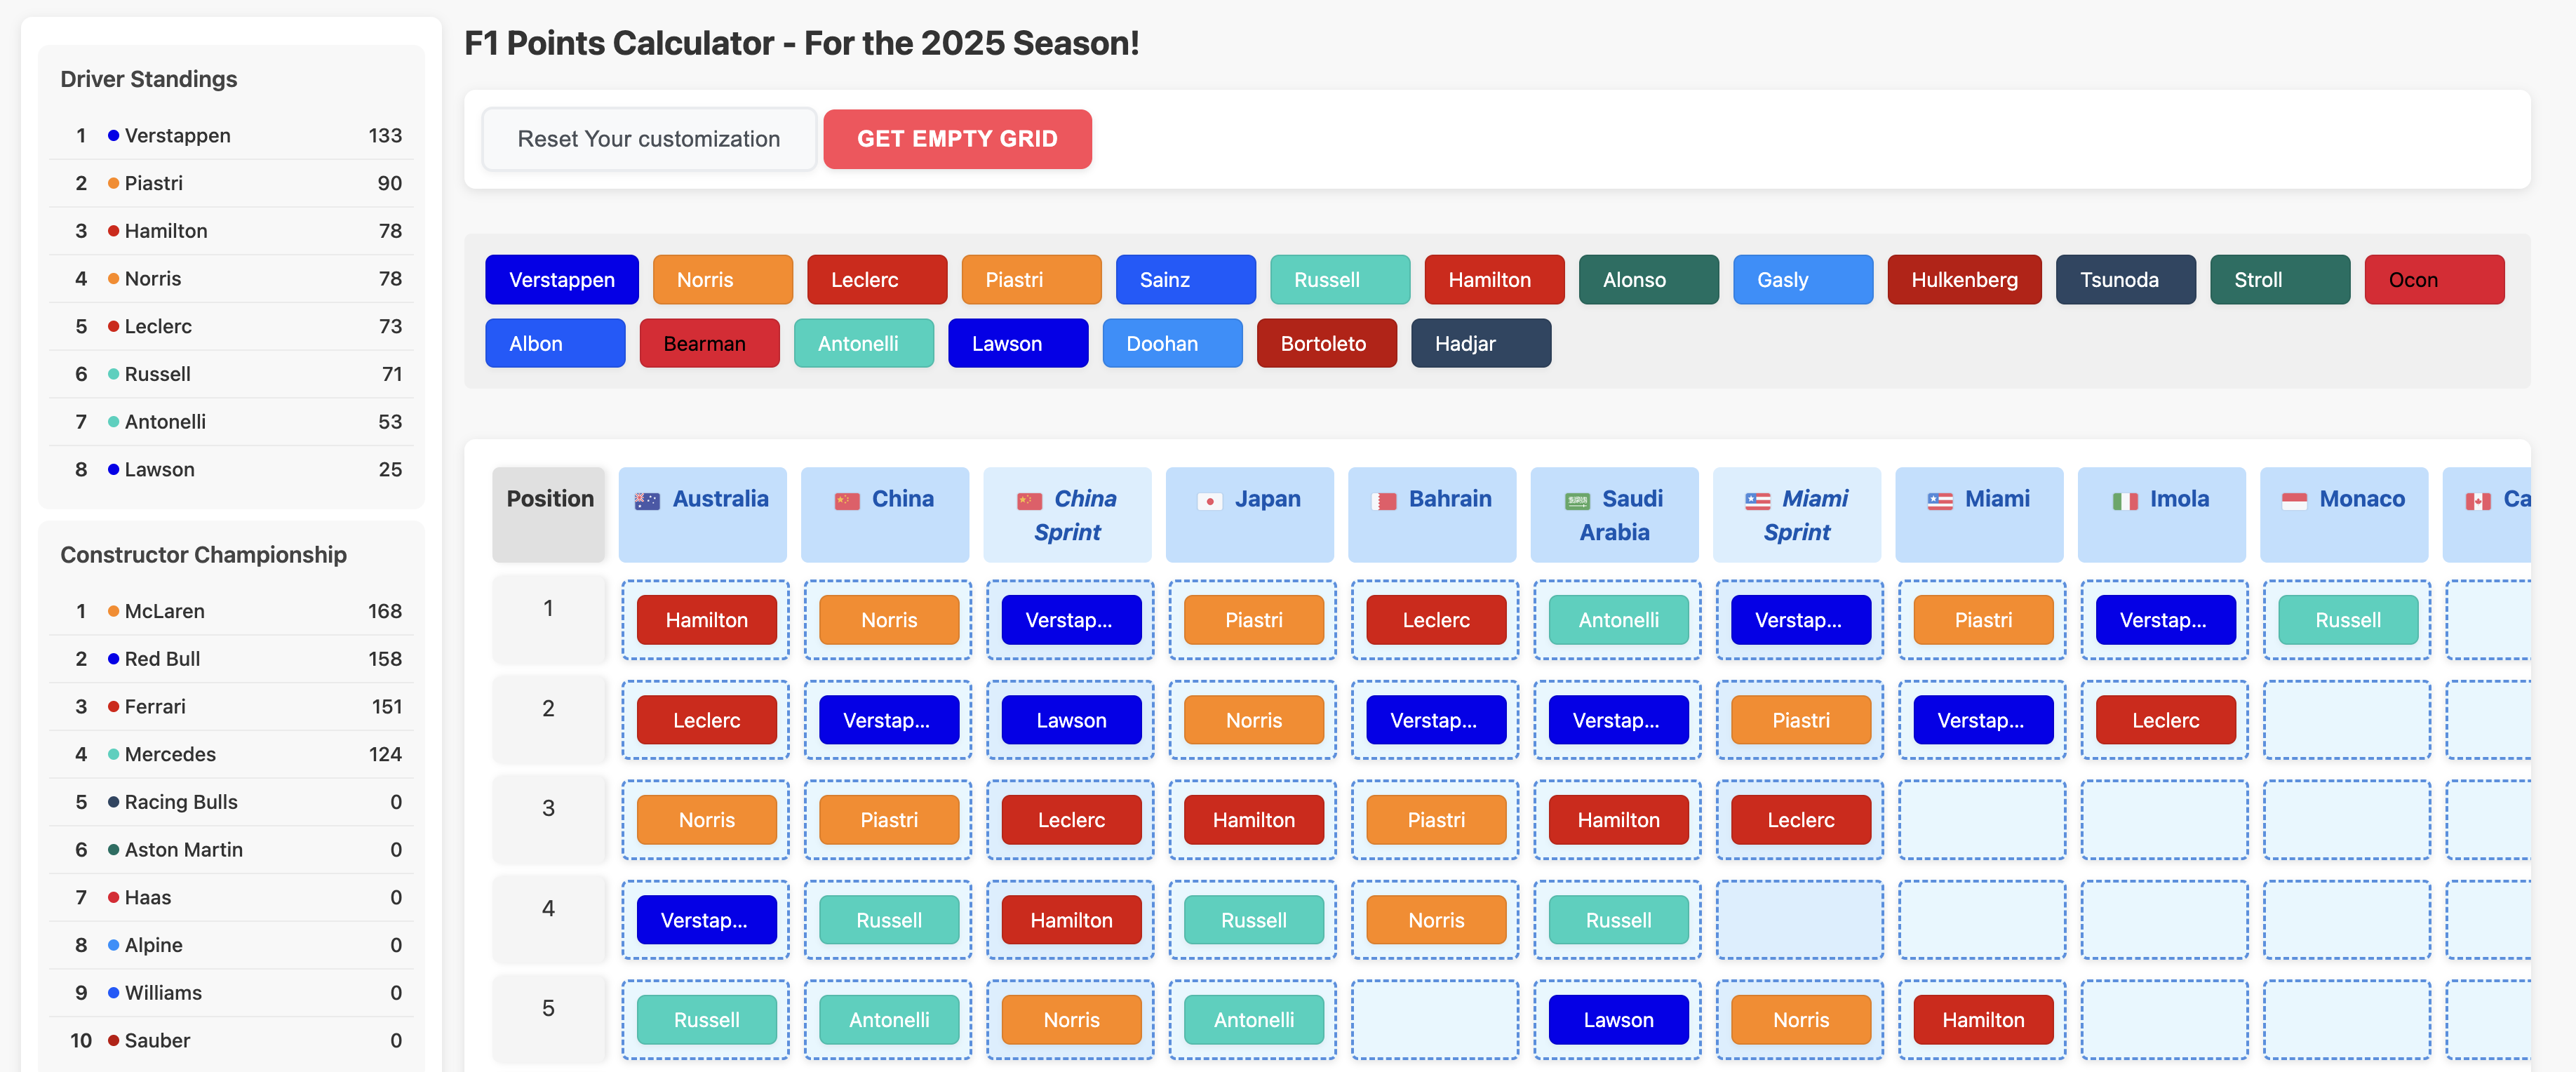 Driver Standings
1 Verstappen 133
2 Piastri 90
3 Hamilton 78
4 Norris 78
5 Leclerc 73
6 Russell 71
7 Antonelli 53
8 Lawson 25
Constructor Championship
1 McLaren 168
2 Red Bull 158
3 Ferrari 151
4 Mercedes 124
5 Racing Bulls 0
6 Aston Martin 0
7 Haas 0
8 Alpine 0
9 Williams 0
10 Sauber 0
F1 Points Calculator - For the 2025 Season!
Reset Your customization GET EMPTY GRID
Verstappen Norris Leclerc Piastri Sainz Russell Hamilton Alonso Gasly Hulkenberg Tsunoda Stroll Ocon
Albon Bearman Antonelli Lawson Doohan Bortoleto Hadjar
Position Australia China China Sprint Japan Bahrain Saudi Arabia Miami Sprint Miami Imola Monaco Ca
1 Hamilton Norris Verstap... Piastri Leclerc Antonelli Verstap... Piastri Verstap... Russell
2 Leclerc Verstap... Lawson Norris Verstap... Verstap... Piastri Verstap... Leclerc
3 Norris Piastri Leclerc Hamilton Piastri Hamilton Leclerc
4 Verstap... Russell Hamilton Russell Norris Russell
5 Russell Antonelli Norris Antonelli Lawson Norris Hamilton